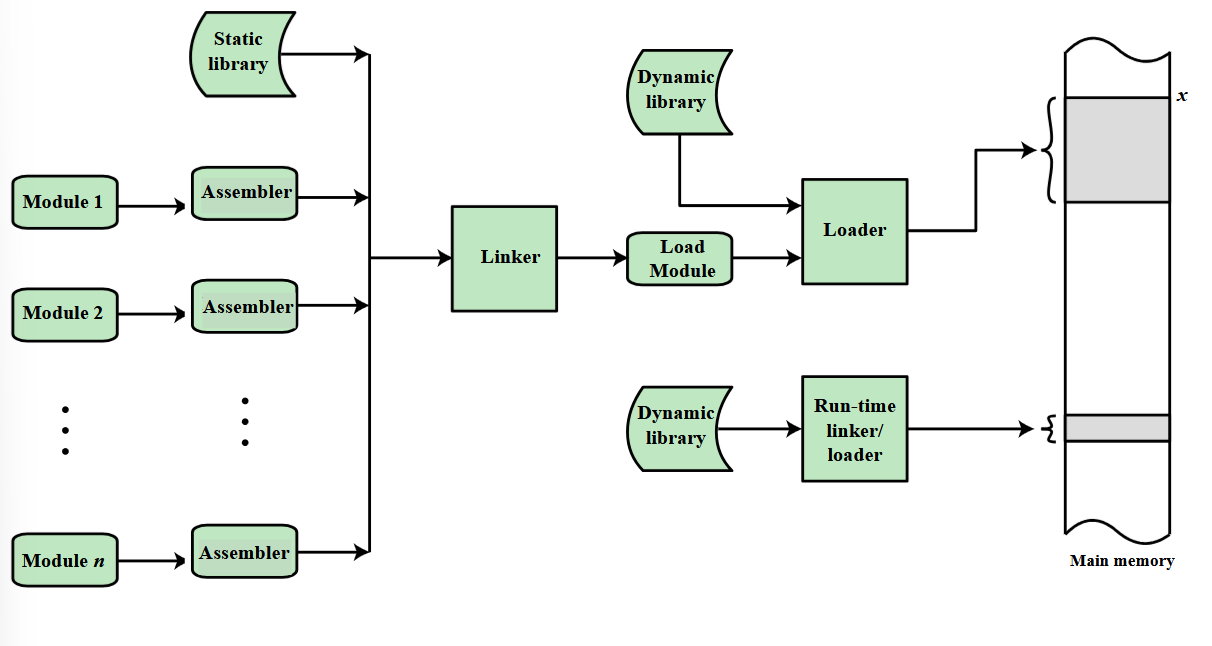 Static
library
Dynamic
library
x
Module 1
Assembler
Linker
Load
Module
Loader
Module 2
Assembler
Dynamic
library
Run-time
linker/
loader
Module n
Assembler
Main memory